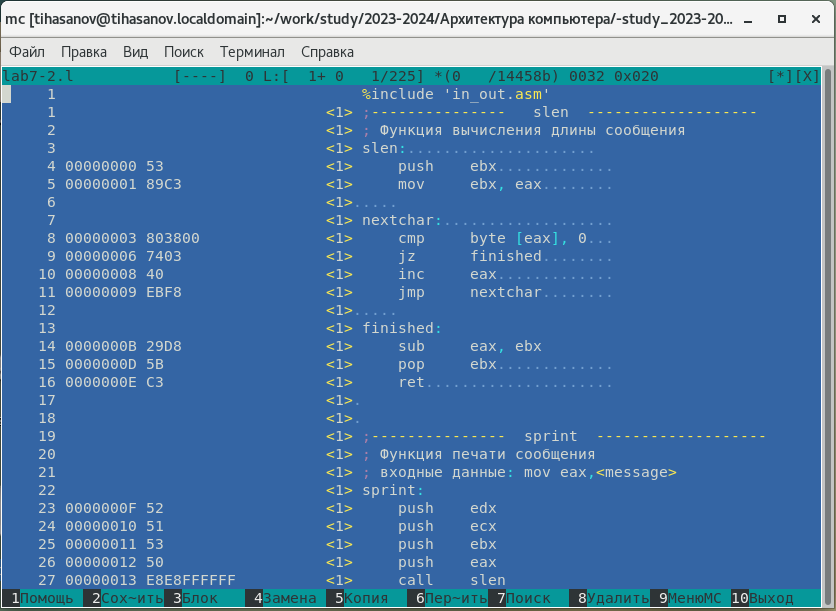 mc [tihasanov@tihasanov.localdomain]:~/work/study/2023-2024/Архитектура компьютера/-study_2023-20...
Файл Правка Вид Поиск Терминал Справка
lab7-2.l [----] 0 L:[ 1+ 0 1/225] *(0 /14458b) 0032 0x020 [*][X]
1 %include 'in_out.asm'
1 <1> ;--------------- slen -------------------
2 <1> ; Функция вычисления длины сообщения
3 <1> slen:.....................
4 00000000 53 <1> push ebx.............
5 00000001 89C3 <1> mov ebx, eax........
6 <1>.....
7 <1> nextchar:...................
8 00000003 803800 <1> cmp byte [eax], 0...
9 00000006 7403 <1> jz finished........
10 00000008 40 <1> inc eax.............
11 00000009 EBF8 <1> jmp nextchar........
12 <1>.....
13 <1> finished:
14 0000000B 29D8 <1> sub eax, ebx
15 0000000D 5B <1> pop ebx.............
16 0000000E C3 <1> ret.....................
17 <1>.
18 <1>.
19 <1> ;--------------- sprint -------------------
20 <1> ; Функция печати сообщения
21 <1> ; входные данные: mov eax,<message>
22 <1> sprint:
23 0000000F 52 <1> push edx
24 00000010 51 <1> push ecx
25 00000011 53 <1> push ebx
26 00000012 50 <1> push eax
27 00000013 E8E8FFFFFF <1> call slen
1Помощь 2Сох~ить 3Блок 4Замена 5Копия 6Пер~ить 7Поиск 8Удалить 9МенюMC 10Выход